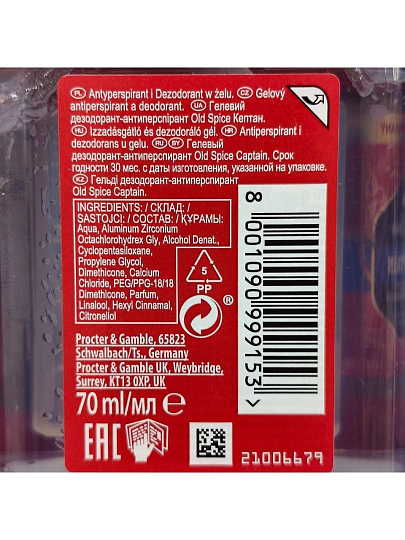 PL Antyperspirant i Dezodorant w żelu. CZ Gelový
antiperspirant a deodorant. UA Гелевий
дезодорант-антиперспірант Old Spice Кептан.
HU Izzadásgátló és dezodoráló gél. HR Antiperspirant i
dezodorans u gelu. RU BY Гелевый
дезодорант-антиперспирант Old Spice Captain. Срок
годности 30 мес. с даты изготовления, указанной на упаковке.
KZ Гельді дезодорант-антиперспирант
Old Spice Captain.
INGREDIENTS: / СКЛАД: /
SASTOJCI: / СОСТАВ: / ҚҰРАМЫ:
Aqua, Aluminum Zirconium
Octachlorohydrex Gly, Alcohol Denat.,
Cyclopentasiloxane,
Propylene Glycol,
Dimethicone, Calcium
Chloride, PEG/PPG-18/18
Dimethicone, Parfum,
Linalool, Hexyl Cinnamal,
Citronellol
5
PP
®
8 001090 999153 >
Procter & Gamble, 65823
Schwalbach/Ts., Germany
Procter & Gamble UK, Weybridge,
Surrey, KT13 0XP, UK
70 ml/мл e
EAC
21006679